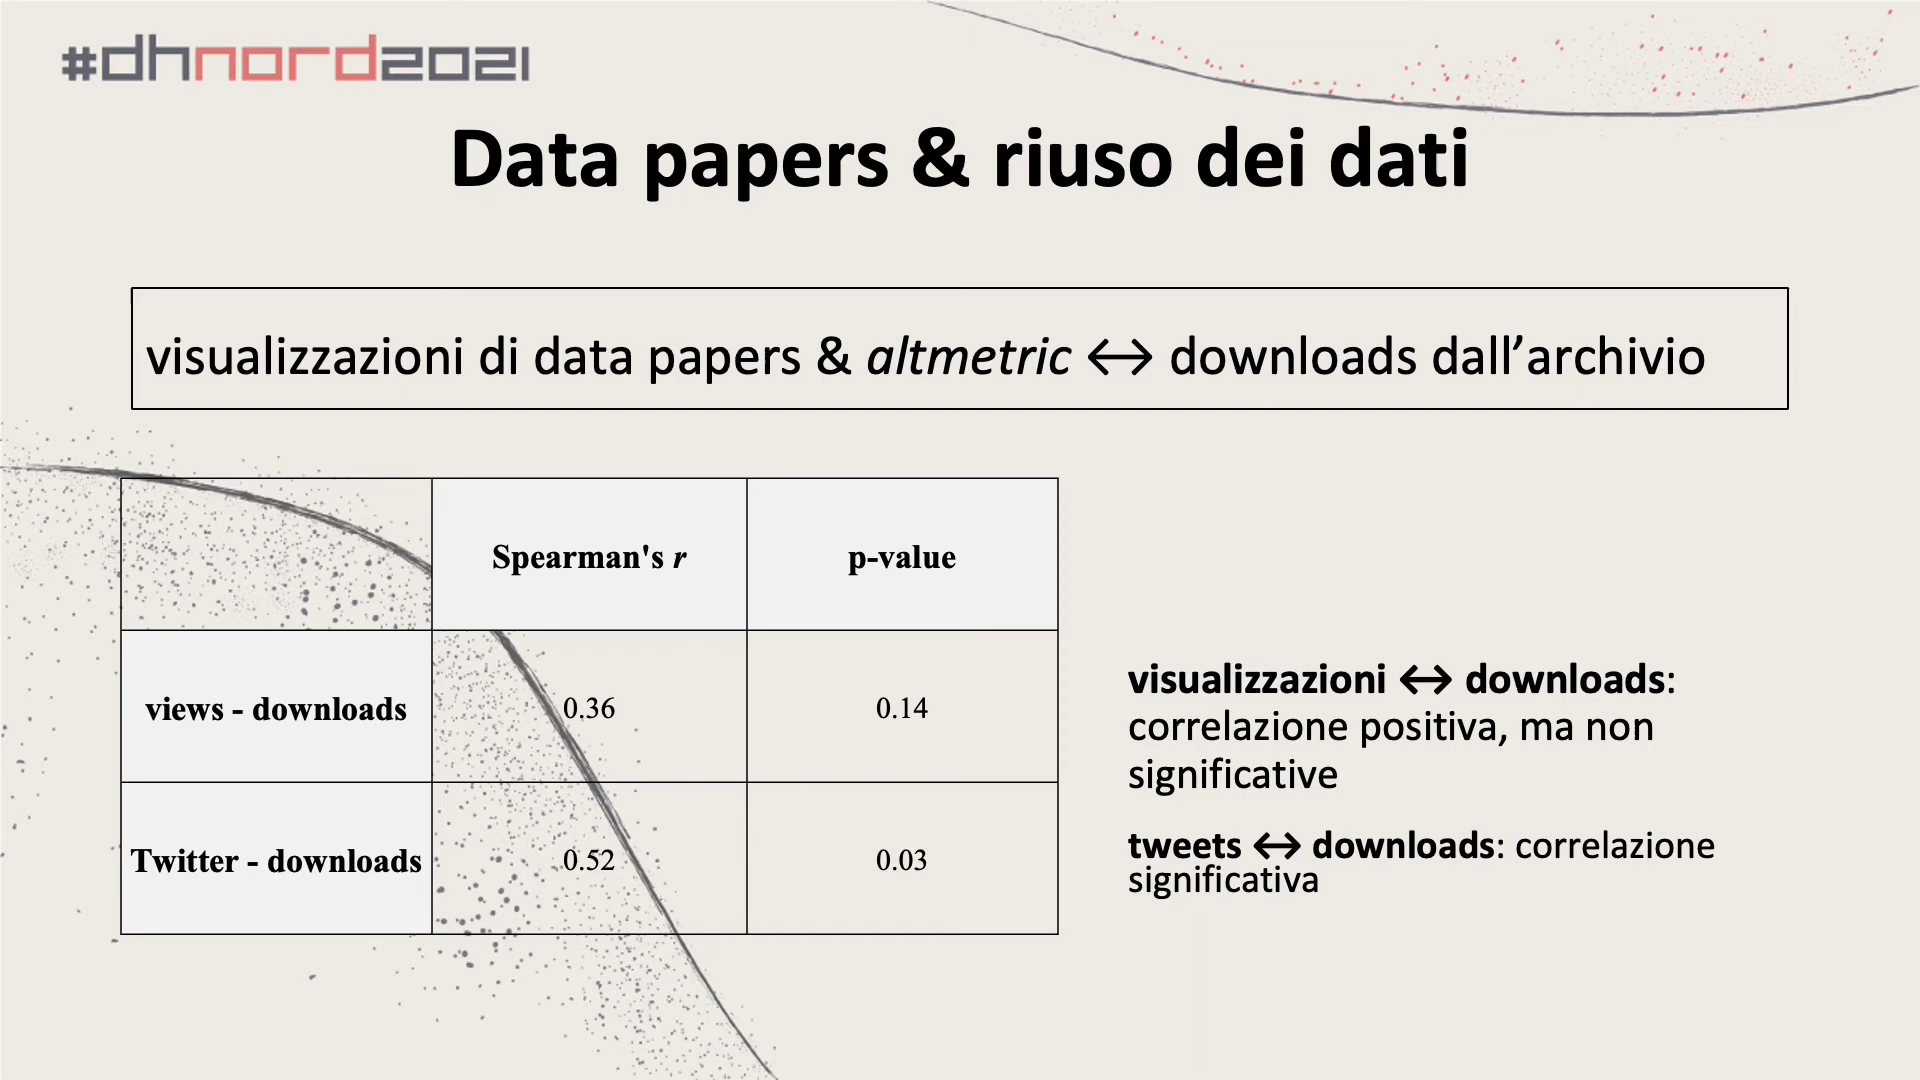 #dhnord2021
Data papers & riuso dei dati
visualizzazioni di data papers & altmetric ↔ downloads dall’archivio
Spearman's r
p-value
views - downloads
0.36
0.14
Twitter - downloads
0.52
0.03
visualizzazioni ↔ downloads:
correlazione positiva, ma non
significative
tweets ↔ downloads: correlazione
significativa